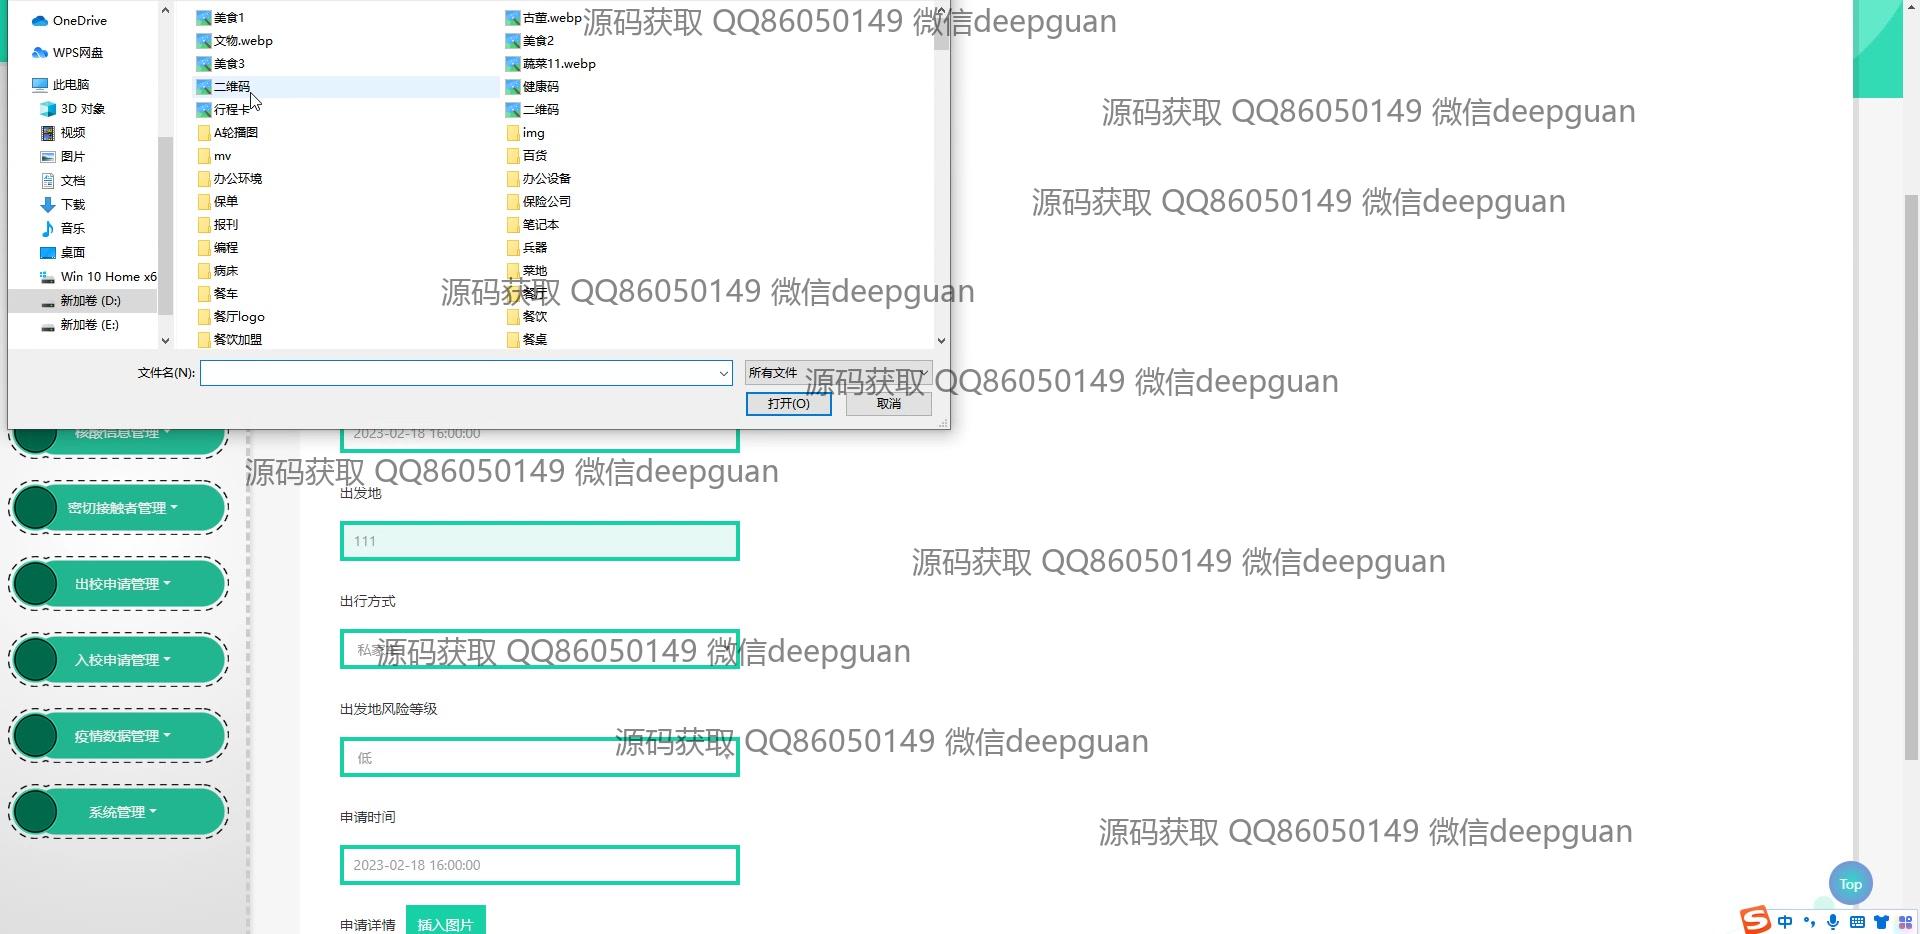 OneDrive
WPS网盘
此电脑
3D 对象
视频
图片
文档
下载
音乐
桌面
Win 10 Home x6
新加卷 (D:)
新加卷 (E:)
美食1
古董.webp
文物.webp
美食2
美食3
蔬菜11.webp
二维码
健康码
行程卡
二维码
A轮播图
img
mv
百货
办公环境
办公设备
保单
保险公司
报刊
笔记本
编程
兵器
病床
菜地
餐车
餐厅
餐厅logo
餐饮
餐饮加盟
餐桌
文件名(N):
所有文件
打开(O)
取消
源码获取 QQ86050149 微信deepguan
源码获取 QQ86050149 微信deepguan
源码获取 QQ86050149 微信deepguan
源码获取 QQ86050149 微信deepguan
源码获取 QQ86050149 微信deepguan
源码获取 QQ86050149 微信deepguan
源码获取 QQ86050149 微信deepguan
源码获取 QQ86050149 微信deepguan
源码获取 QQ86050149 微信deepguan
源码获取 QQ86050149 微信deepguan
核酸信息管理
密切接触者管理
出校申请管理
入校申请管理
疫情数据管理
系统管理
2023-02-18 16:00:00
出发地
111
出行方式
私家
出发地风险等级
低
申请时间
2023-02-18 16:00:00
申请详情
插入图片
Top
中